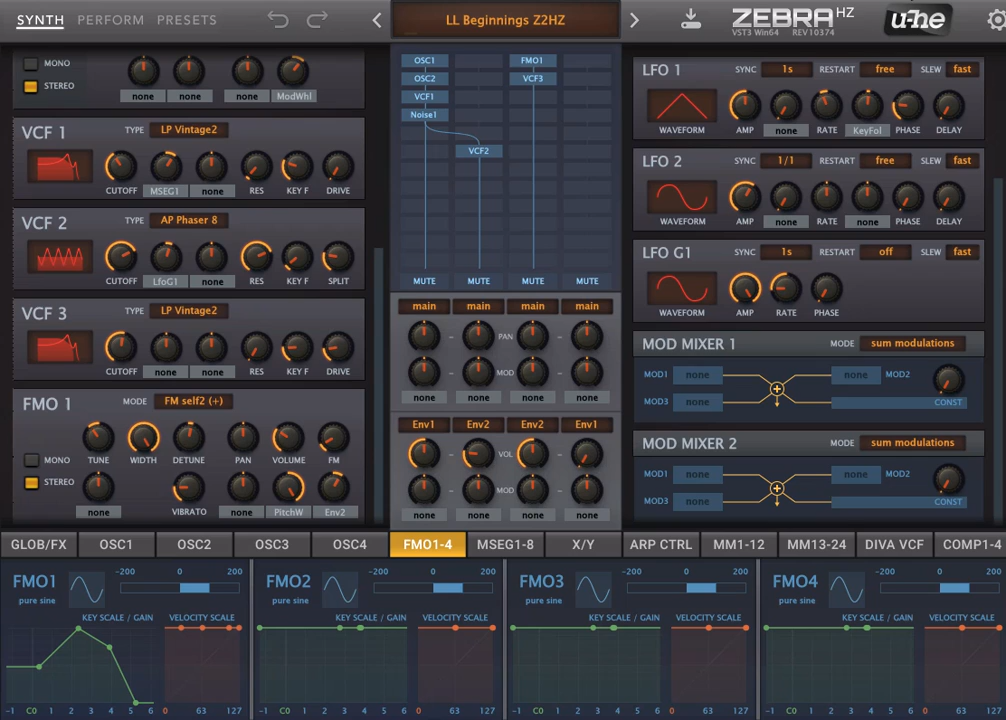 SYNTH PERFORM PRESETS
LL Beginnings Z2HZ
ZEBRA HZ
VST3 Win64 REV10374
u-he
MONO
STEREO
none none none ModWhl
VCF 1 TYPE LP Vintage2
CUTOFF MSEG1 none RES KEY F DRIVE
VCF 2 TYPE AP Phaser 8
CUTOFF LfoG1 none RES KEY F SPLIT
VCF 3 TYPE LP Vintage2
CUTOFF none none RES KEY F DRIVE
FMO 1 MODE FM self2 (+)
TUNE WIDTH DETUNE PAN VOLUME FM
MONO
STEREO
none VIBRATO none PitchW Env2
OSC1 FMO1
OSC2 VCF3
VCF1
Noise1
VCF2
MUTE MUTE MUTE MUTE
main main main main
PAN
MOD
none none none none
Env1 Env2 Env2 Env1
VOL
MOD
none none none none
LFO 1 SYNC 1s RESTART free SLEW fast
WAVEFORM AMP none RATE KeyFol PHASE DELAY
LFO 2 SYNC 1/1 RESTART free SLEW fast
WAVEFORM AMP none RATE none PHASE DELAY
LFO G1 SYNC 1s RESTART off SLEW fast
WAVEFORM AMP RATE PHASE
MOD MIXER 1 MODE sum modulations
MOD1 none none MOD2
MOD3 none CONST
MOD MIXER 2 MODE sum modulations
MOD1 none none MOD2
MOD3 none CONST
GLOB/FX OSC1 OSC2 OSC3 OSC4 FMO1-4 MSEG1-8 X/Y ARP CTRL MM1-12 MM13-24 DIVA VCF COMP1-4
FMO1 -200 0 200
pure sine
KEY SCALE / GAIN VELOCITY SCALE
-1 C0 1 2 3 4 5 6 0 63 127
FMO2 -200 0 200
pure sine
KEY SCALE / GAIN VELOCITY SCALE
-1 C0 1 2 3 4 5 6 0 63 127
FMO3 -200 0 200
pure sine
KEY SCALE / GAIN VELOCITY SCALE
-1 C0 1 2 3 4 5 6 0 63 127
FMO4 -200 0 200
pure sine
KEY SCALE / GAIN VELOCITY SCALE
-1 C0 1 2 3 4 5 6 0 63 127